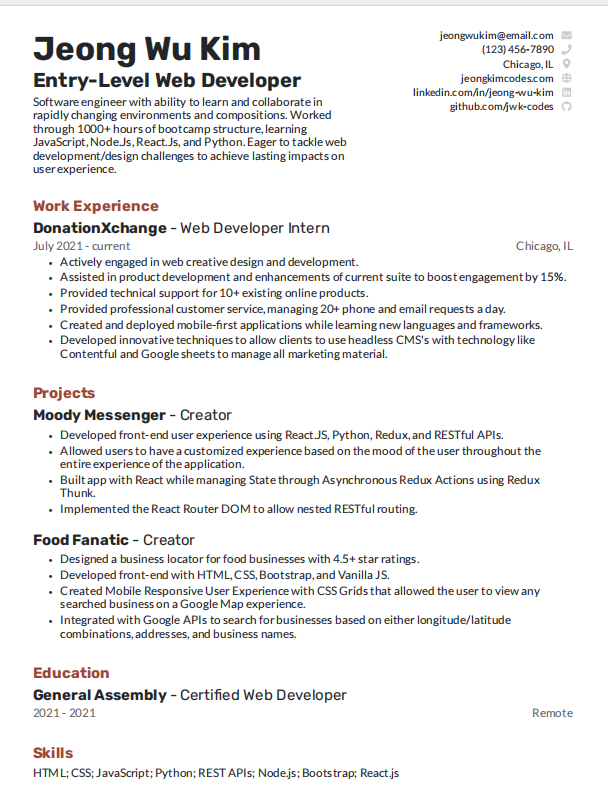 Jeong Wu Kim
Entry-Level Web Developer
Software engineer with ability to learn and collaborate in
rapidly changing environments and compositions. Worked
through 1000+ hours of bootcamp structure, learning
JavaScript, Node.Js, React.Js, and Python. Eager to tackle web
development/design challenges to achieve lasting impacts on
user experience.
jeongwukim@email.com
(123) 456-7890
Chicago, IL
jeongkimcodes.com
linkedin.com/in/jeong-wu-kim
github.com/jwk-codes
Work Experience
DonationXchange - Web Developer Intern
July 2021 - current Chicago, IL
• Actively engaged in web creative design and development.
• Assisted in product development and enhancements of current suite to boost engagement by 15%.
• Provided technical support for 10+ existing online products.
• Provided professional customer service, managing 20+ phone and email requests a day.
• Created and deployed mobile-first applications while learning new languages and frameworks.
• Developed innovative techniques to allow clients to use headless CMS's with technology like
Contentful and Google sheets to manage all marketing material.
Projects
Moody Messenger - Creator
• Developed front-end user experience using React.JS, Python, Redux, and RESTful APIs.
• Allowed users to have a customized experience based on the mood of the user throughout the
entire experience of the application.
• Built app with React while managing State through Asynchronous Redux Actions using Redux
Thunk.
• Implemented the React Router DOM to allow nested RESTful routing.
Food Fanatic - Creator
• Designed a business locator for food businesses with 4.5+ star ratings.
• Developed front-end with HTML, CSS, Bootstrap, and Vanilla JS.
• Created Mobile Responsive User Experience with CSS Grids that allowed the user to view any
searched business on a Google Map experience.
• Integrated with Google APIs to search for businesses based on either longitude/latitude
combinations, addresses, and business names.
Education
General Assembly - Certified Web Developer
2021 - 2021 Remote
Skills
HTML; CSS; JavaScript; Python; REST APIs; Node.js; Bootstrap; React.js